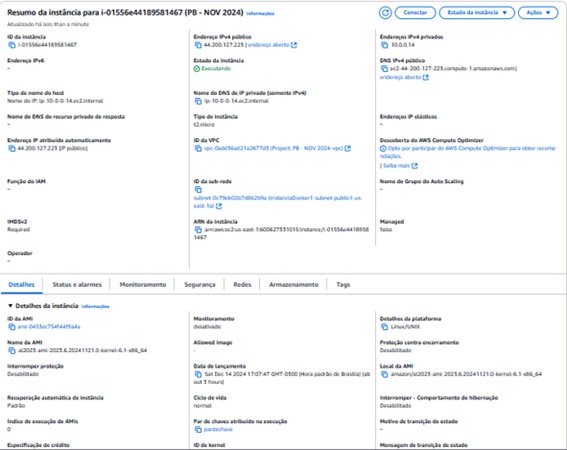 Resumo da instância para i-01556e44189581467 (PB - NOV 2024) Informações
Atualizado há less than a minute
Conectar
Estado da instância
Ações
ID da instância
i-01556e44189581467
Endereço IPv4 público
44.200.127.223 | endereço aberto
Endereços IPv4 privados
10.0.0.14
Endereço IPv6
–
Estado da instância
Executando
DNS IPv4 público
ec2-44-200-127-223.compute-1.amazonaws.com |
endereço aberto
Tipo de nome do host
Nome do IP: ip-10-0-0-14.ec2.internal
Nome do DNS de IP privado (somente IPv4)
ip-10-0-0-14.ec2.internal
Nome do DNS do recurso privado de resposta
–
Tipo de instância
t2.micro
Endereços IP elásticos
–
Endereço IP atribuído automaticamente
44.200.127.223 [IP público]
ID da VPC
(Project: PB - NOV 2024-vpc)
Descoberta do AWS Compute Optimizer
Opte por participar do AWS Compute Optimizer para obter recome
ndações.
| Saiba mais
Função do IAM
–
ID da sub-rede
(instanciaDocker1-subnet-public1-us-
east-1a)
Nome do Grupo do Auto Scaling
–
IMDSv2
Required
ARN da instância
arn:aws:ec2:us-east-1:600627331015:instance/i-01556e4418958
1467
Managed
false
Operador
–
Detalhes
Status e alarmes
Monitoramento
Segurança
Redes
Armazenamento
Tags
Detalhes da instância Informações
ID da AMI
Monitoramento
desativado
Detalhes da plataforma
Linux/UNIX
Nome da AMI
al2023-ami-2023.6.20241121.0-kernel-6.1-x86_64
Allowed image
-
Proteção contra encerramento
Desabilitado
Interromper proteção
Desabilitado
Data de lançamento
Sat Dec 14 2024 17:07:47 GMT-0300 (Hora padrão de Brasília) (ab
out 3 hours)
Local da AMI
amazon/al2023-ami-2023.6.20241121.0-kernel-6.1-x86_64
Recuperação automática de instância
Padrão
Ciclo de vida
normal
Interromper - Comportamento de hibernação
Desabilitado
Índice de execução de AMIs
0
Par de chaves atribuído na execução
Motivo de transição de estado
–
Especificação de crédito
ID do kernel
Mensagem de transição de estado